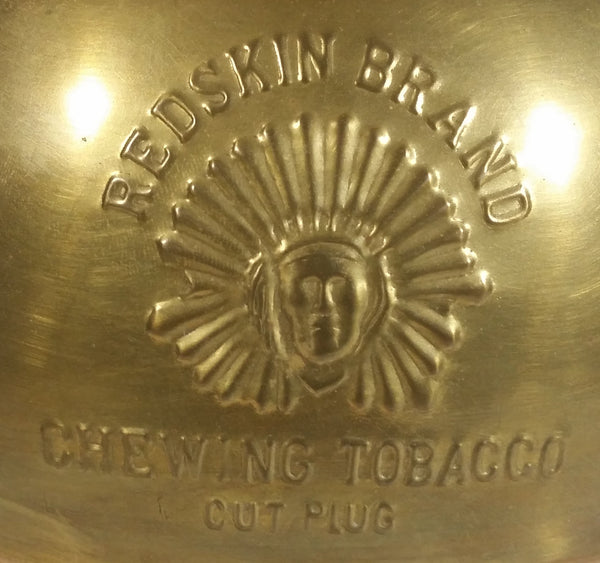 REDSKIN BRAND
CHEWING TOBACCO
CUT PLUG